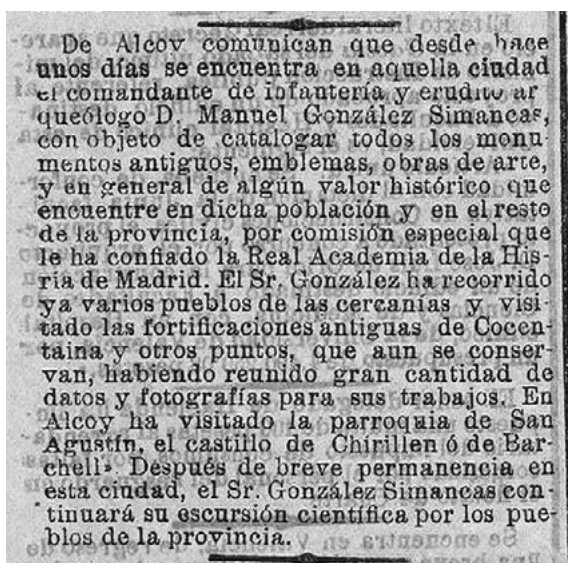 De Alcoy comunican que desde hace
unos días se encuentra en aquella ciudad
el comandante de infantería y erudito ar
queólogo D. Manuel González Simancas,
con objeto de catalogar todos los monu-
mentos antiguos, emblemas, obras de arte,
y en general de algún valor histórico que
encuentre en dicha población y en el resto
de la provincia, por comisión especial que
le ha confiado la Real Academia de la His-
ria de Madrid. El Sr. González ha recorrido
ya varios pueblos de las cercanías y visi-
tado las fortificaciones antiguas de Cocen-
taina y otros puntos, que aun se conser-
van, habiendo reunido gran cantidad de
datos y fotografías para sus trabajos. En
Alcoy ha visitado la parroquia de San
Agustín, el castillo de Chirillen ó de Bar-
chell». Después de breve permanencia en
esta ciudad, el Sr. González Simancas con-
tinuará su escursión científica por los pue-
blos de la provincia.